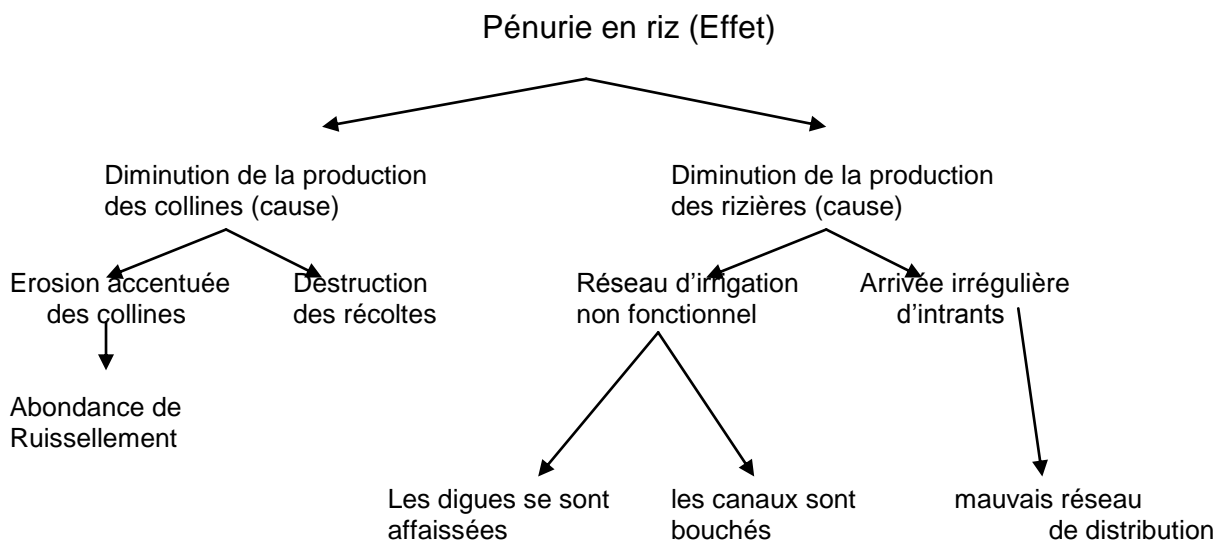 Pénurie en riz (Effet)
Diminution de la production
des collines (cause)
Diminution de la production
des rizières (cause)
Erosion accentuée
des collines
Destruction
des récoltes
Réseau d’irrigation
non fonctionnel
Arrivée irrégulière
d’intrants
Abondance de
Ruissellement
Les digues se sont
affaissées
les canaux sont
bouchés
mauvais réseau
de distribution